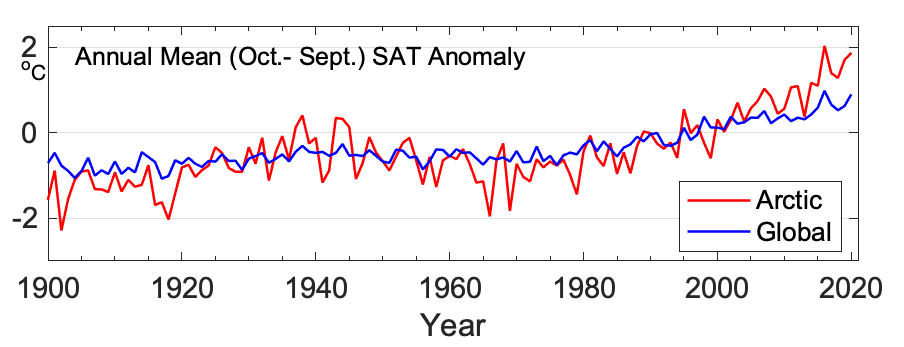 Annual Mean (Oct.- Sept.) SAT Anomaly
2
°C
0
-2
Arctic
Global
1900 1920 1940 1960 1980 2000 2020
Year